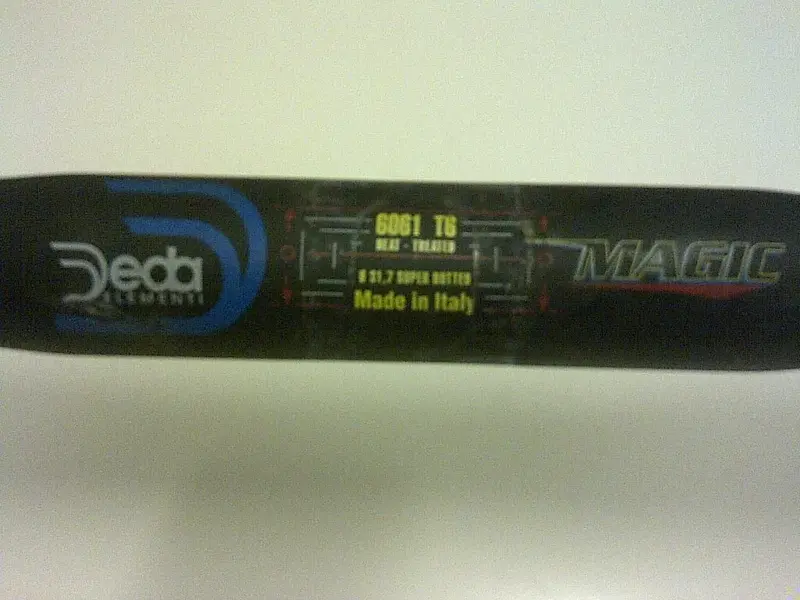 Deda
ELEMENTI
6061 T6
HEAT - TREATED
Ø 31,7 SUPER BUTTED
Made in Italy
MAGIC